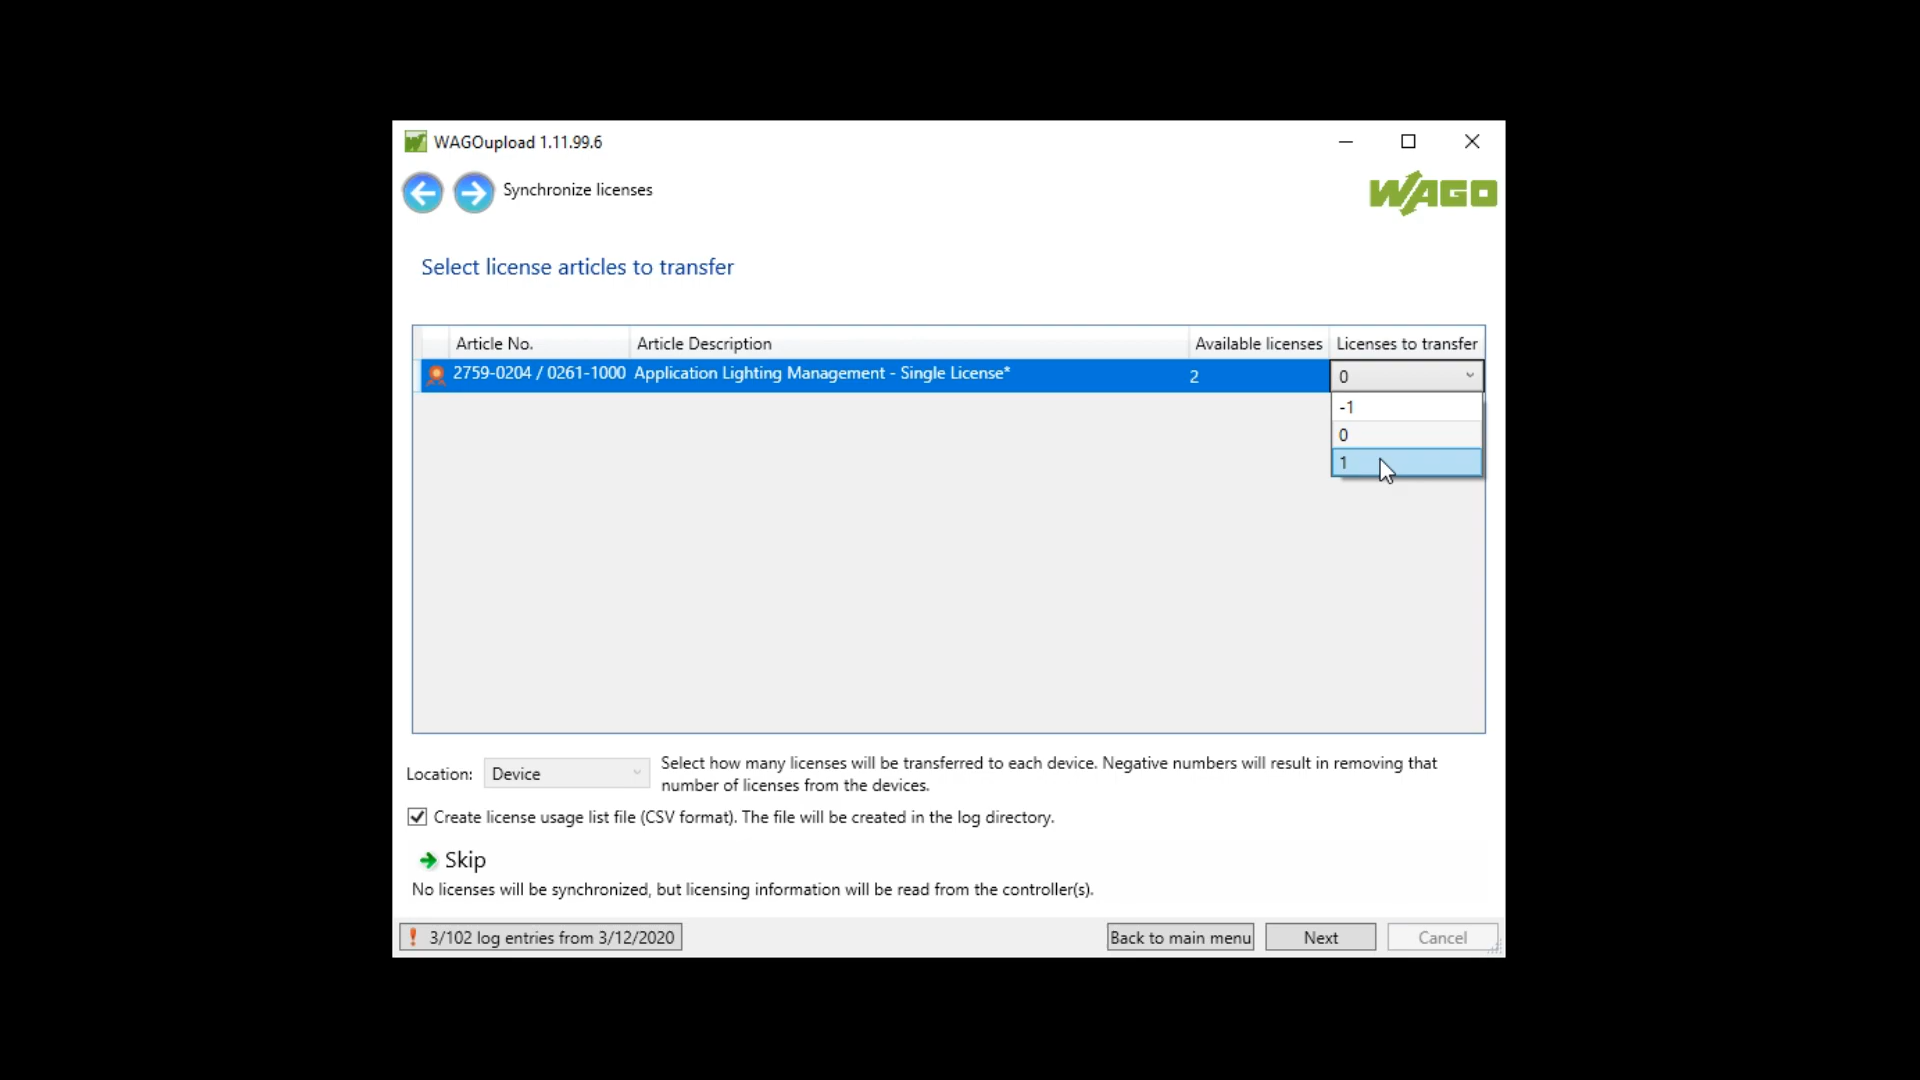 WAGOupload 1.11.99.6
Synchronize licenses
WAGO
Select license articles to transfer
Article No. Article Description Available licenses Licenses to transfer
2759-0204 / 0261-1000 Application Lighting Management - Single License* 2 0
-1
0
1
Location: Device
Select how many licenses will be transferred to each device. Negative numbers will result in removing that
number of licenses from the devices.
Create license usage list file (CSV format). The file will be created in the log directory.
Skip
No licenses will be synchronized, but licensing information will be read from the controller(s).
3/102 log entries from 3/12/2020 Back to main menu Next Cancel